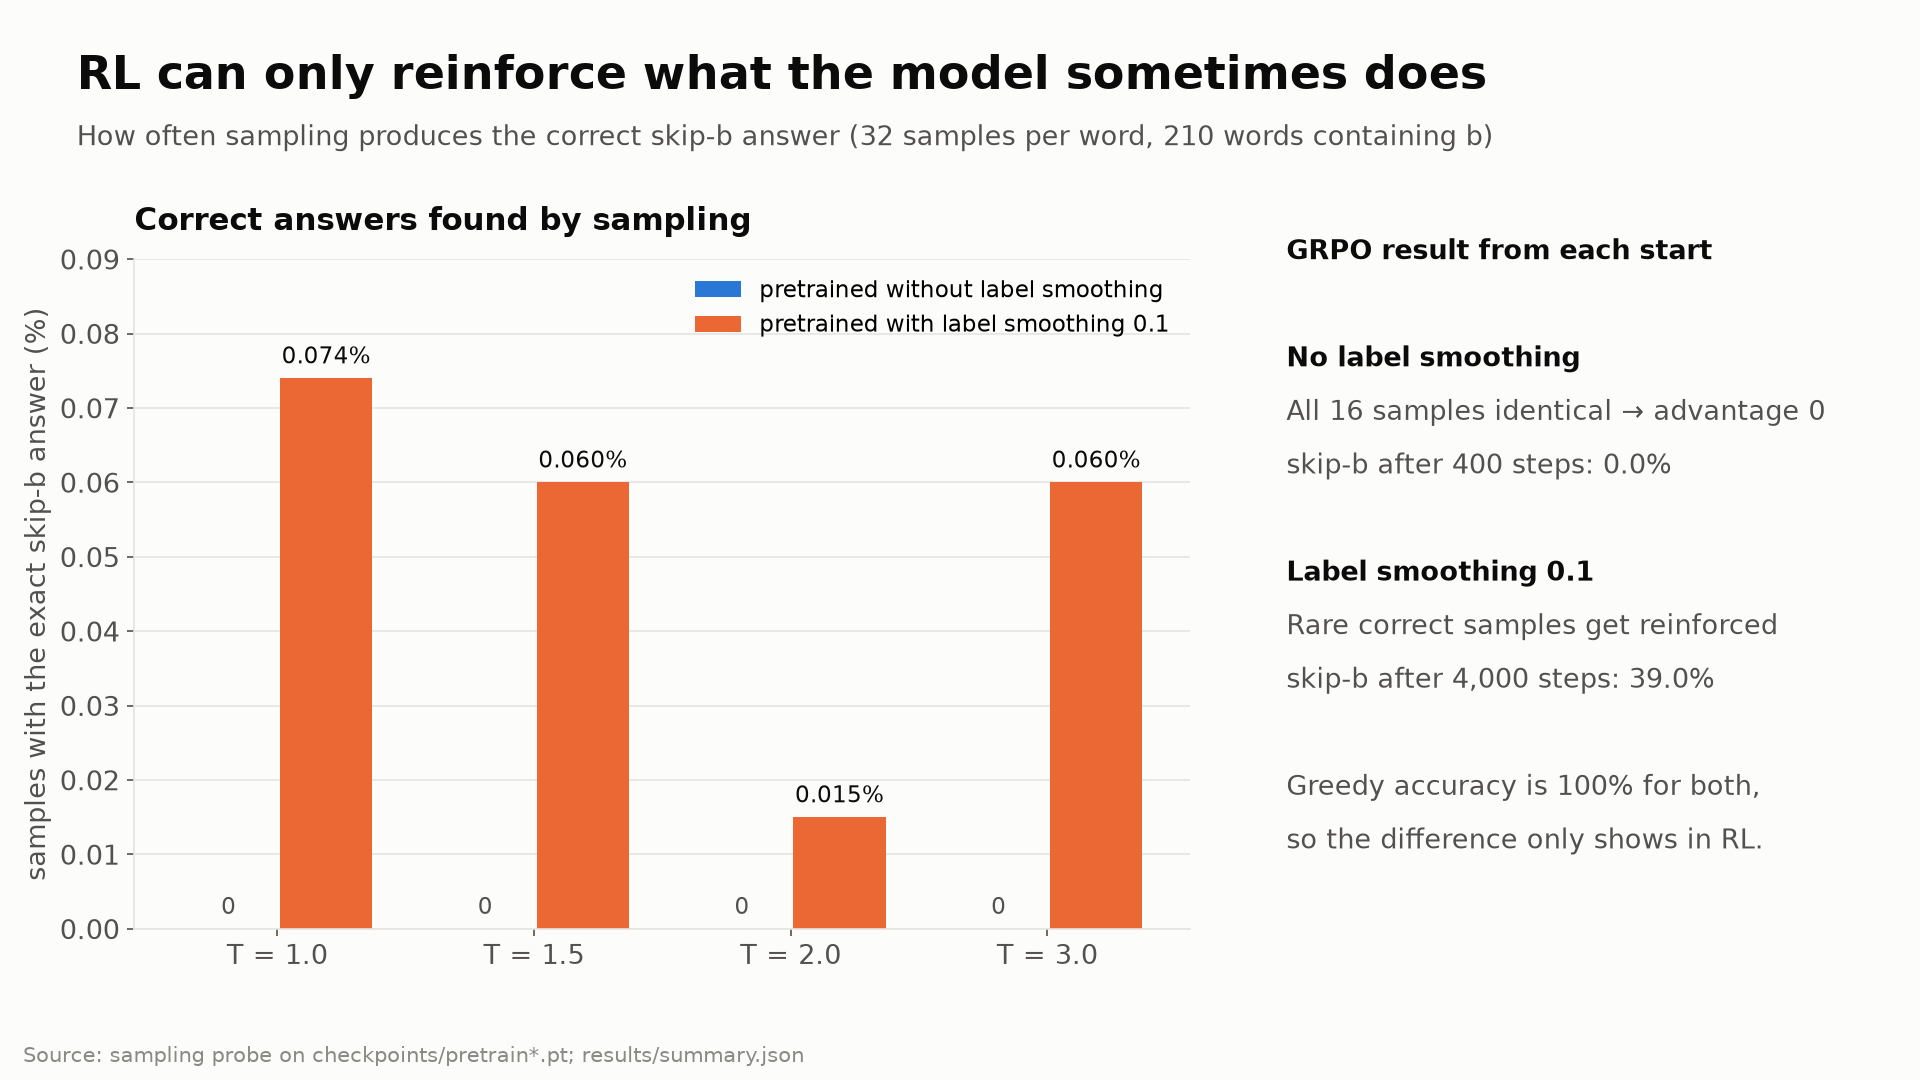 RL can only reinforce what the model sometimes does
How often sampling produces the correct skip-b answer (32 samples per word, 210 words containing b)
Correct answers found by sampling
samples with the exact skip-b answer (%)
0.09
0.08
0.07
0.06
0.05
0.04
0.03
0.02
0.01
0.00
pretrained without label smoothing
pretrained with label smoothing 0.1
0
0.074%
0
0.060%
0
0.015%
0
0.060%
T = 1.0
T = 1.5
T = 2.0
T = 3.0
GRPO result from each start
No label smoothing
All 16 samples identical → advantage 0
skip-b after 400 steps: 0.0%
Label smoothing 0.1
Rare correct samples get reinforced
skip-b after 4,000 steps: 39.0%
Greedy accuracy is 100% for both,
so the difference only shows in RL.
Source: sampling probe on checkpoints/pretrain*.pt; results/summary.json